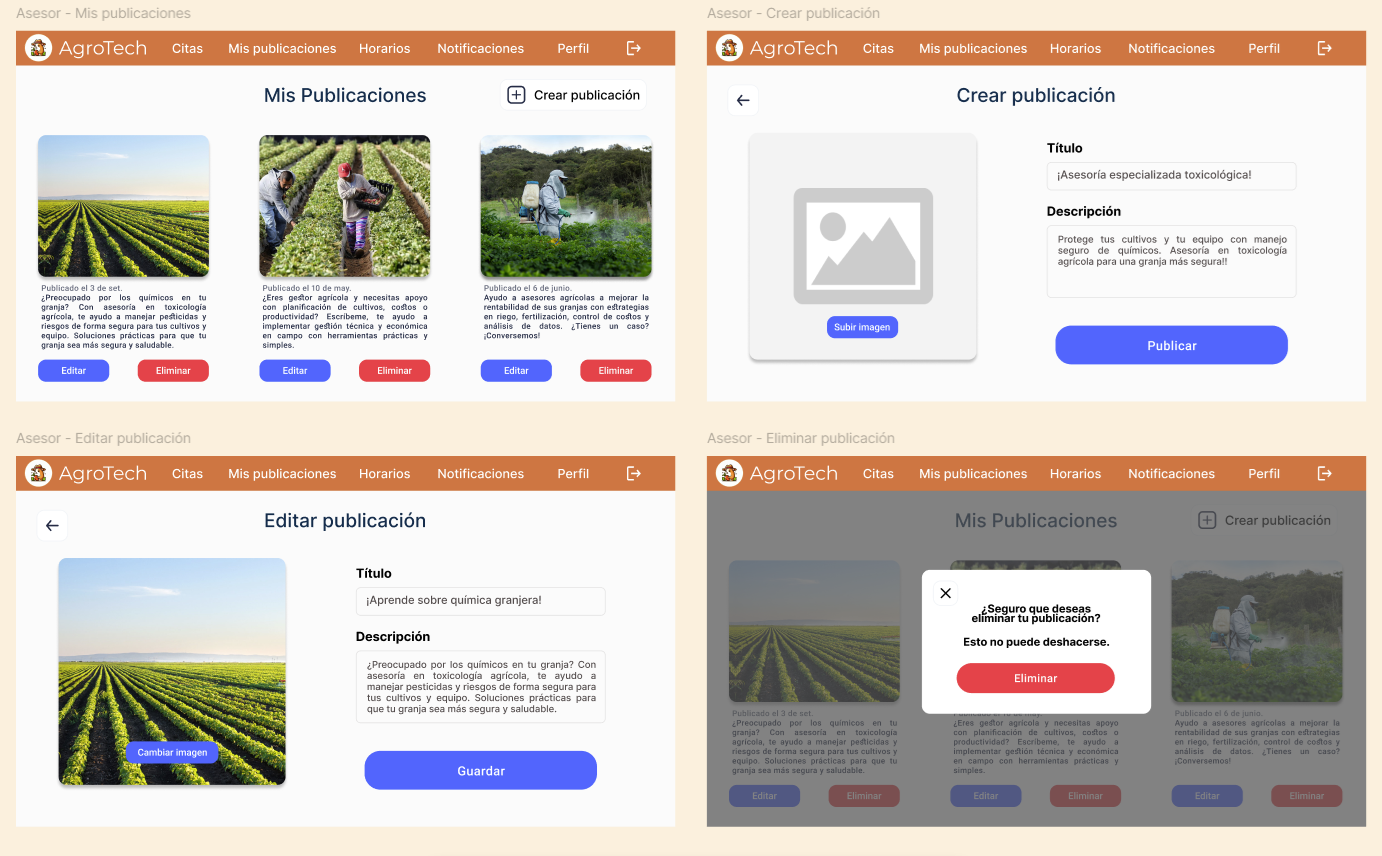 Asesor - Mis publicaciones
AgroTech Citas Mis publicaciones Horarios Notificaciones Perfil
Mis Publicaciones
Crear publicación
Publicado el 3 de set.
¿Preocupado por los químicos en tu
granja? Con asesoría en toxicología
agrícola, te ayudo a manejar pesticidas y
riesgos de forma segura para tus cultivos y
equipo. Soluciones prácticas para que tu
granja sea más segura y saludable.
Editar Eliminar
Publicado el 10 de may.
¿Eres gestor agrícola y necesitas apoyo
con planificación de cultivos, costos o
productividad? Escríbeme, te ayudo a
implementar gestión técnica y económica
en campo con herramientas prácticas y
simples.
Editar Eliminar
Publicado el 6 de junio.
Ayudo a asesores agrícolas a mejorar la
rentabilidad de sus granjas con estrategias
en riego, fertilización, control de costos y
análisis de datos. ¿Tienes un caso?
¡Conversemos!
Editar Eliminar
Asesor - Crear publicación
AgroTech Citas Mis publicaciones Horarios Notificaciones Perfil
Crear publicación
Subir imagen
Título
¡Asesoría especializada toxicológica!
Descripción
Protege tus cultivos y tu equipo con manejo
seguro de químicos. Asesoría en toxicología
agrícola para una granja más segura!!
Publicar
Asesor - Editar publicación
AgroTech Citas Mis publicaciones Horarios Notificaciones Perfil
Editar publicación
Cambiar imagen
Título
¡Aprende sobre química granjera!
Descripción
¿Preocupado por los químicos en tu granja? Con
asesoría en toxicología agrícola, te ayudo a
manejar pesticidas y riesgos de forma segura para
tus cultivos y equipo. Soluciones prácticas para
que tu granja sea más segura y saludable.
Guardar
Asesor - Eliminar publicación
AgroTech Citas Mis publicaciones Horarios Notificaciones Perfil
Mis Publicaciones
Crear publicación
¿Seguro que deseas
eliminar tu publicación?
Esto no puede deshacerse.
Eliminar
Publicado el 3 de set.
¿Preocupado por los químicos en tu
granja? Con asesoría en toxicología
agrícola, te ayudo a manejar pesticidas y
riesgos de forma segura para tus cultivos y
equipo. Soluciones prácticas para que tu
granja sea más segura y saludable.
Editar Eliminar
Publicado el 10 de may.
¿Eres gestor agrícola y necesitas apoyo
con planificación de cultivos, costos o
productividad? Escríbeme, te ayudo a
implementar gestión técnica y económica
en campo con herramientas prácticas y
simples.
Editar Eliminar
Publicado el 6 de junio.
Ayudo a asesores agrícolas a mejorar la
rentabilidad de sus granjas con estrategias
en riego, fertilización, control de costos y
análisis de datos. ¿Tienes un caso?
¡Conversemos!
Editar Eliminar